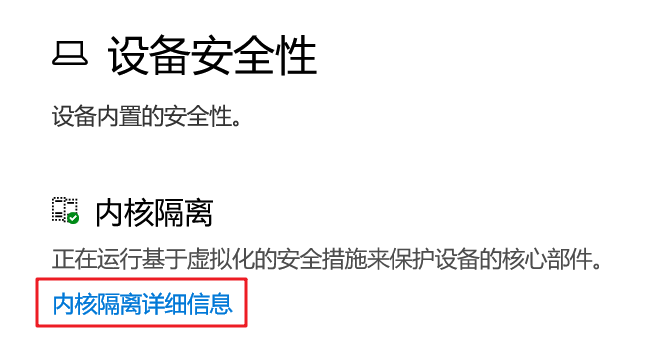 设备安全性
设备内置的安全性。
内核隔离
正在运行基于虚拟化的安全措施来保护设备的核心部件。
内核隔离详细信息